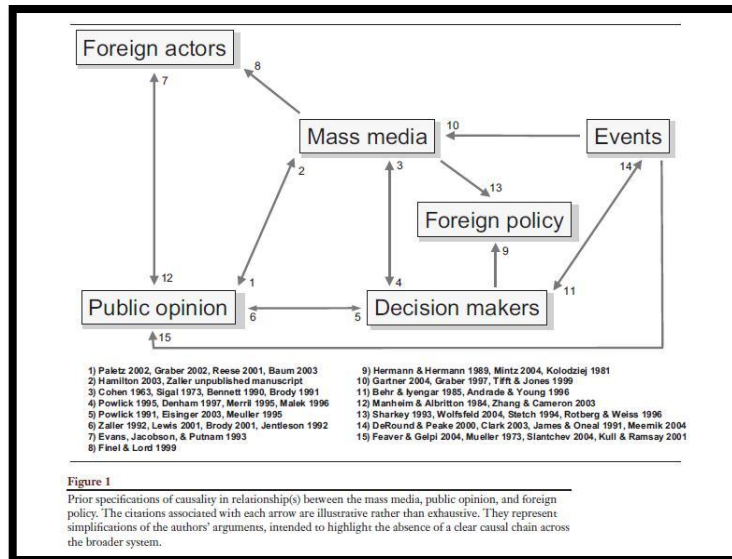 Foreign actors
7
8
Mass media
10
Events
2
3
14
13
Foreign policy
9
12
1
4
11
Public opinion
6
5
Decision makers
15
1) Paletz 2002, Graber 2002, Reese 2001, Baum 2003
2) Hamilton 2003, Zaller unpublished manuscript
3) Cohen 1963, Sigal 1973, Bennett 1990, Brody 1991
4) Powlick 1995, Denham 1997, Merril 1995, Malek 1996
5) Powlick 1991, Eisinger 2003, Meuller 1995
6) Zaller 1992, Lewis 2001, Brody 2001, Jentleson 1992
7) Evans, Jacobson, & Putnam 1993
8) Finel & Lord 1999
9) Hermann & Hermann 1989, Mintz 2004, Kolodziej 1981
10) Gartner 2004, Graber 1997, Tifft & Jones 1999
11) Behr & Iyengar 1985, Andrade & Young 1996
12) Manheim & Albritton 1984, Zhang & Cameron 2003
13) Sharkey 1993, Wolfsfeld 2004, Stetch 1994, Rotberg & Weiss 1996
14) DeRound & Peake 2000, Clark 2003, James & Oneal 1991, Meernik 2004
15) Feaver & Gelpi 2004, Mueller 1973, Slantchev 2004, Kull & Ramsay 2001
Figure 1
Prior specifications of causality in relationship(s) between the mass media, public opinion, and foreign
policy. The citations associated with each arrow are illustrative rather than exhaustive. They represent
simplifications of the authors' arguments, intended to highlight the absence of a clear causal chain across
the broader system.